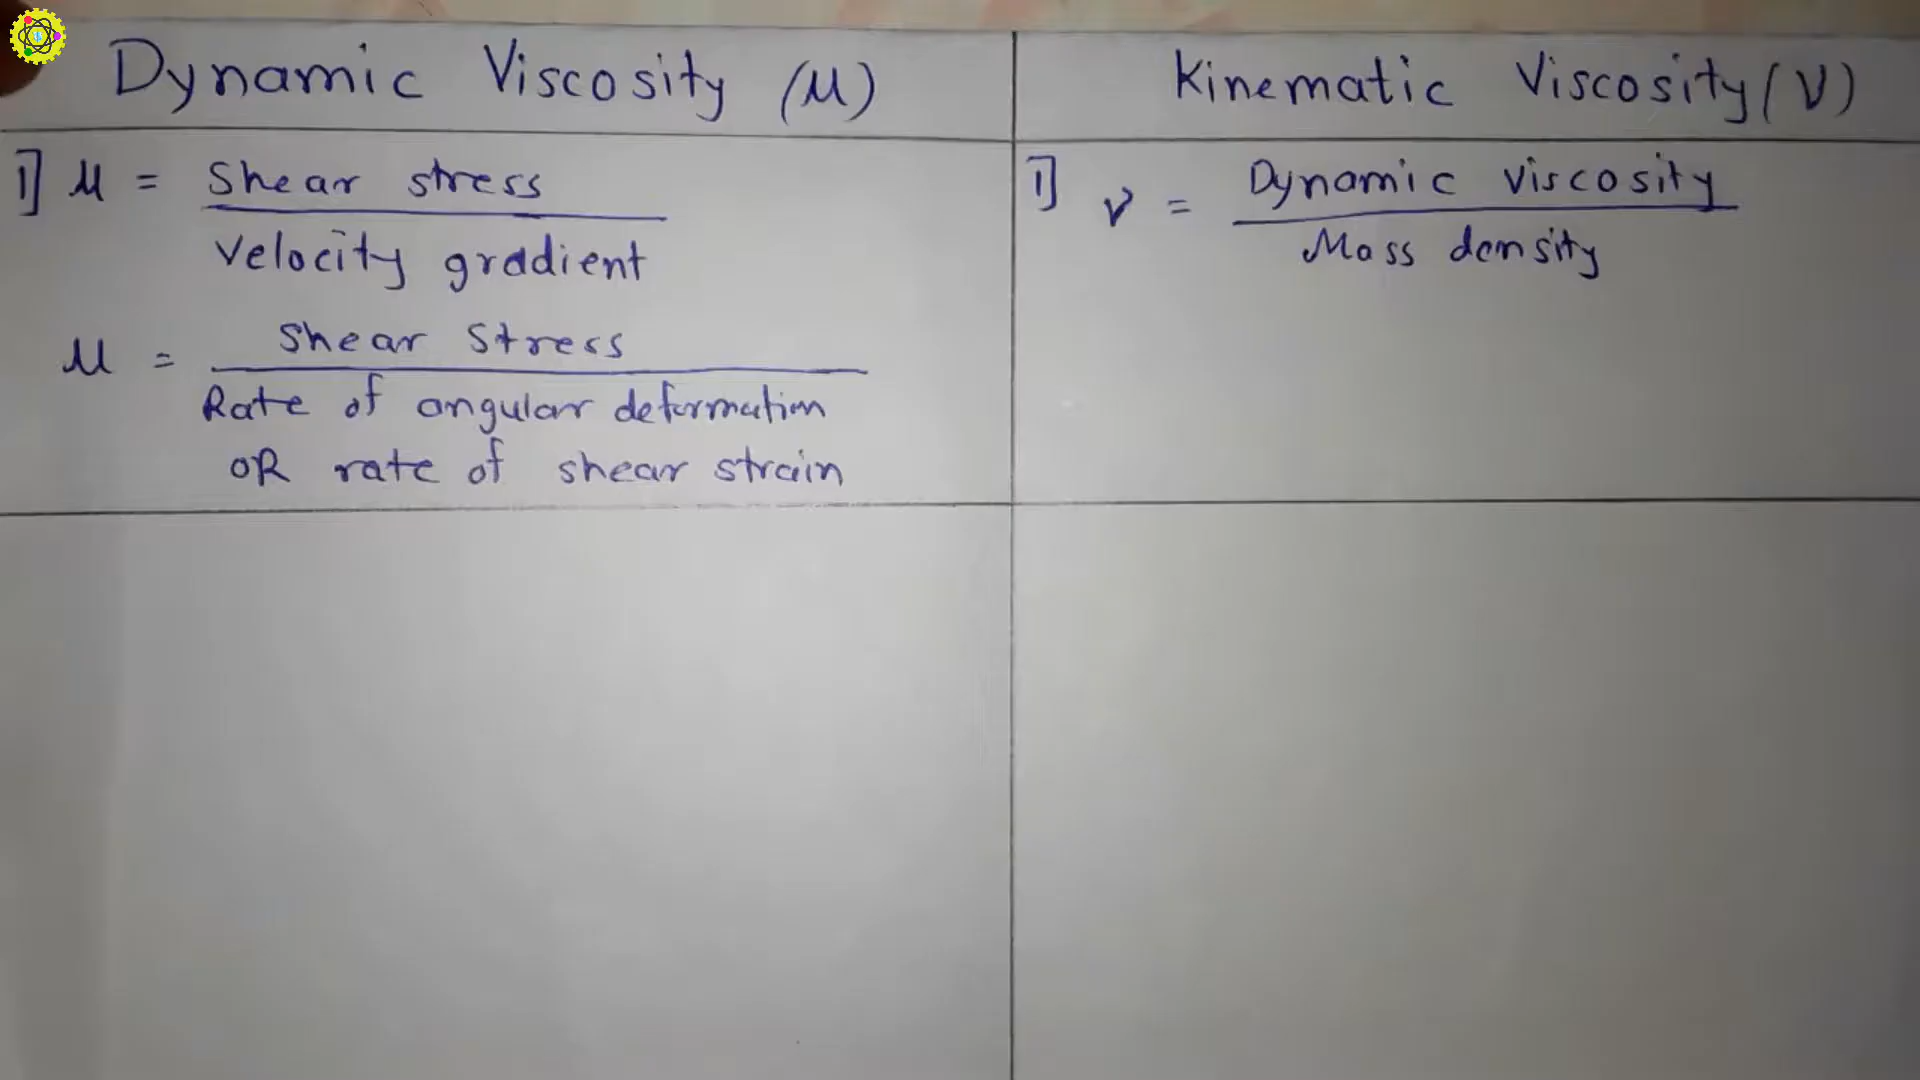 Dynamic Viscosity (μ)
Kinematic Viscosity (ν)
1] μ = Shear stress
Velocity gradient
μ = Shear Stress
Rate of angular deformation
OR rate of shear strain
1] ν = Dynamic viscosity
Mass density